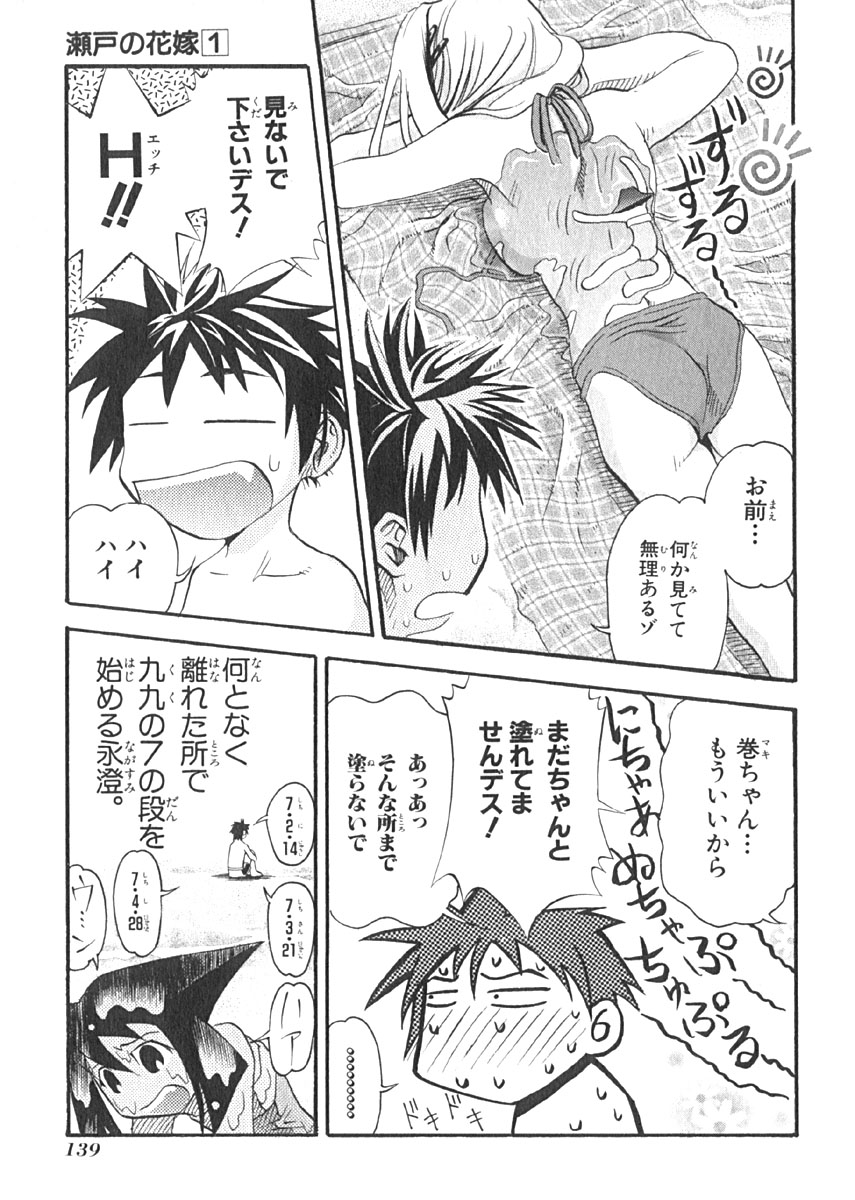 瀬戸の花嫁1
ずる
ずる〜
お前…
何か見てて
無理あるゾ
見ないで
下さいデス!
H!!
エッチ
ハイ
ハイ
巻ちゃん…
もういいから
にちゃあ
ぬちゃぷ
ちゅぷる〜
まだちゃんと
塗れてま
せんデス!
あっあっ
そんな所まで
塗らないで
…………
ドキドキ
何となく
離れた所で
九九の7の段を
始める永澄。
7・2・14
7・3・21
7・4・28
139